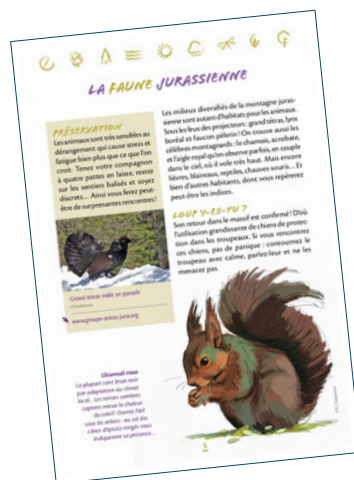 LA FAUNE JURASSIENNE
PRÉSERVATION
Les animaux sont très sensibles au
dérangement qui cause stress et
fatigue bien plus que ce que l'on
croit. Tenez votre compagnon
à quatre pattes en laisse, restez
sur les sentiers balisés et soyez
discrets... Ainsi vous ferez peut-
être de surprenantes rencontres !
Grand tétras mâle en parade
www.groupe-tetras-jura.org
Les milieux diversifiés de la montagne juras-
sienne sont autant d'habitats pour les animaux.
Sous les feux des projecteurs : grand tétras, lynx
boréal et faucon pèlerin ! On trouve aussi les
célèbres montagnards : le chamois, acrobate,
et l'aigle royal qu'on observe parfois, en couple
dans le ciel, où il vole très haut. Mais encore
lièvres, blaireaux, reptiles, chauves-souris... Et
bien d'autres habitants, dont vous repérerez
peut-être les indices.
LOUP Y-ES-TU ?
Son retour dans le massif est confirmé ! D'où
l'utilisation grandissante de chiens de protec-
tion dans les troupeaux. Si vous rencontrez
ces chiens, pas de panique : contournez le
troupeau avec calme, parlez-leur et ne les
menacez pas.
L'écureuil roux
La plupart sont brun noir
par adaptation au climat
local... Les teintes sombres
captent mieux la chaleur
du soleil ! Ouvrez l'œil
sous les arbres : au sol des
cônes d'épicéa rongés vous
indiqueront sa présence...
5